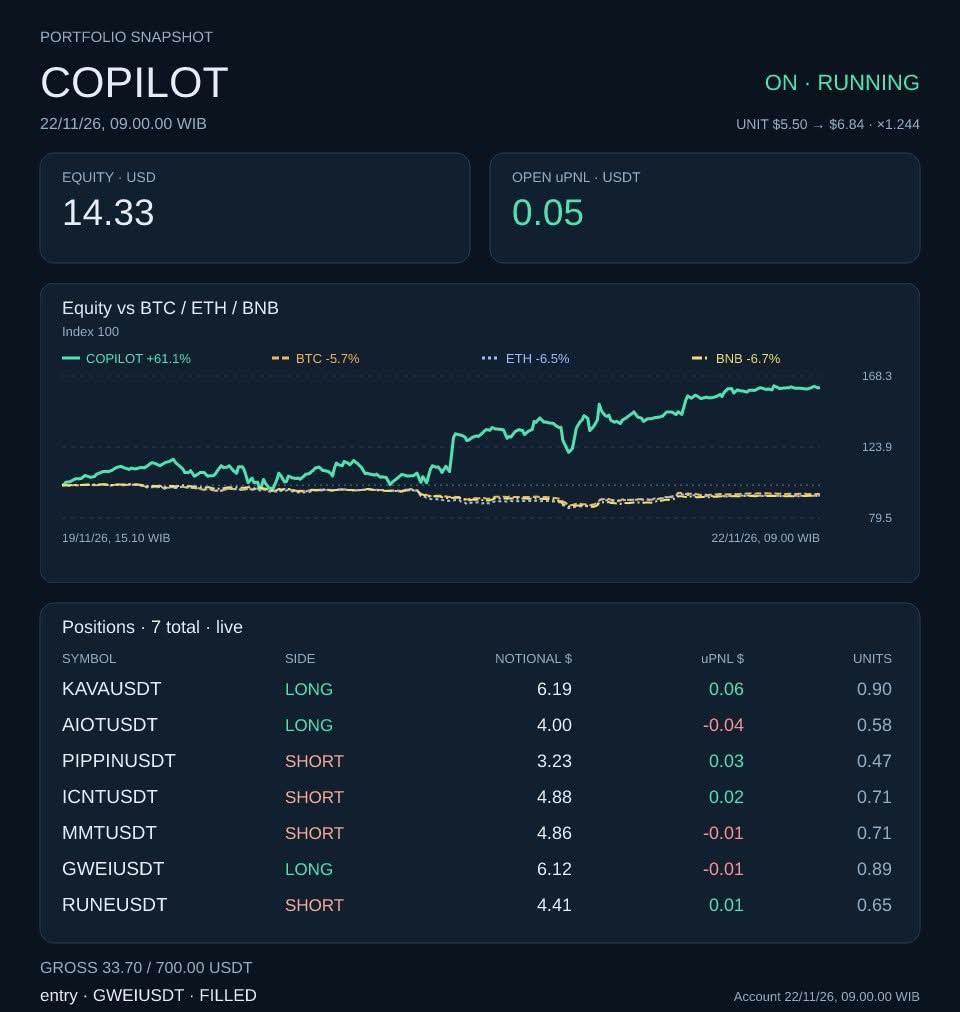 PORTFOLIO SNAPSHOT
COPILOT
ON · RUNNING
22/11/26, 09.00.00 WIB
UNIT $5.50 → $6.84 · ×1.244
EQUITY · USD
14.33
OPEN uPNL · USDT
0.05
Equity vs BTC / ETH / BNB
Index 100
COPILOT +61.1% BTC -5.7% ETH -6.5% BNB -6.7%
168.3
123.9
79.5
19/11/26, 15.10 WIB 22/11/26, 09.00 WIB
Positions · 7 total · live
SYMBOL SIDE NOTIONAL $ uPNL $ UNITS
KAVAUSDT LONG 6.19 0.06 0.90
AIOTUSDT LONG 4.00 -0.04 0.58
PIPPINUSDT SHORT 3.23 0.03 0.47
ICNTUSDT SHORT 4.88 0.02 0.71
MMTUSDT SHORT 4.86 -0.01 0.71
GWEIUSDT LONG 6.12 -0.01 0.89
RUNEUSDT SHORT 4.41 0.01 0.65
GROSS 33.70 / 700.00 USDT
entry · GWEIUSDT · FILLED
Account 22/11/26, 09.00.00 WIB